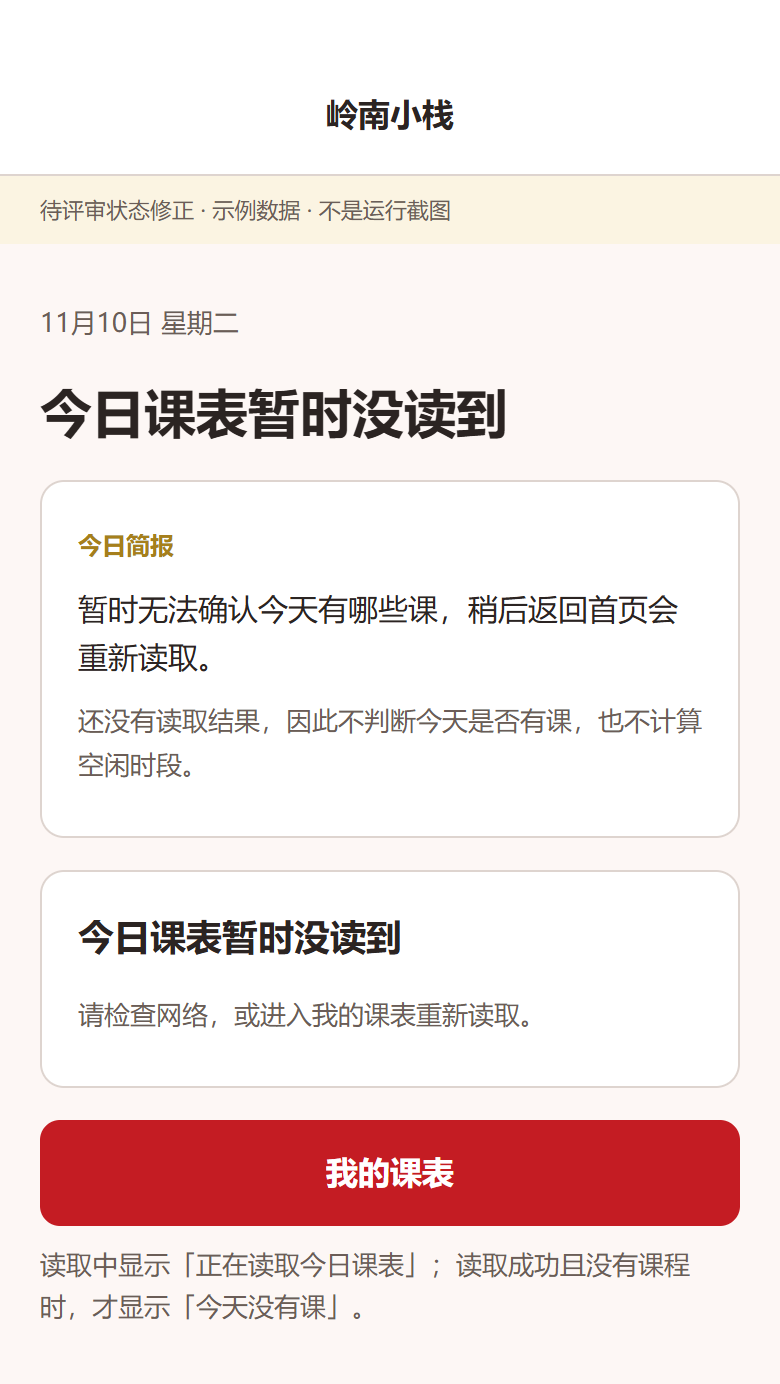 岭南小栈
待评审状态修正 · 示例数据 · 不是运行截图
11月10日 星期二
今日课表暂时没读到
今日简报
暂时无法确认今天有哪些课，稍后返回首页会
重新读取。
还没有读取结果，因此不判断今天是否有课，也不计算
空闲时段。
今日课表暂时没读到
请检查网络，或进入我的课表重新读取。
我的课表
读取中显示「正在读取今日课表」；读取成功且没有课程
时，才显示「今天没有课」。